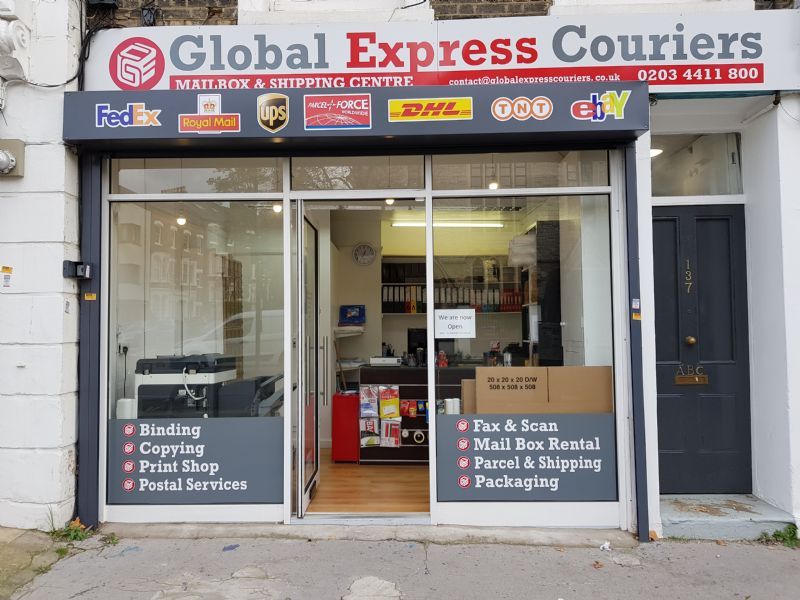 Global Express Couriers
MAILBOX & SHIPPING CENTRE
contact@globalexpresscouriers.co.uk
0203 4411 800
FedEx
Royal Mail
ups
PARCEL FORCE
WORLDWIDE
DHL
TNT
ebay
We are now
Open
20 x 20 x 20 D/W
508 x 508 x 508
137
ABC
Binding
Copying
Print Shop
Postal Services
Fax & Scan
Mail Box Rental
Parcel & Shipping
Packaging